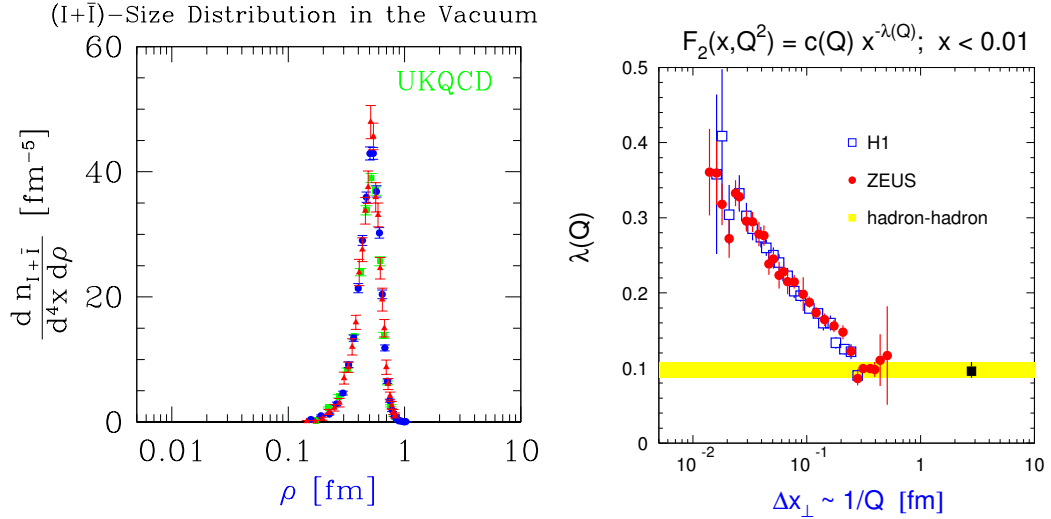 (I+Ī)-Size Distribution in the Vacuum
60
40
20
0
UKQCD
d n_{I+Ī}
d⁴x dρ
[fm⁻⁵]
0.01 0.1 1 10
ρ [fm]
F₂(x,Q²) = c(Q) x^{-λ(Q)}; x < 0.01
0.5
0.4
0.3
0.2
0.1
0
λ(Q)
H1
ZEUS
hadron-hadron
10⁻² 10⁻¹ 1 10
Δx⊥ ~ 1/Q [fm]